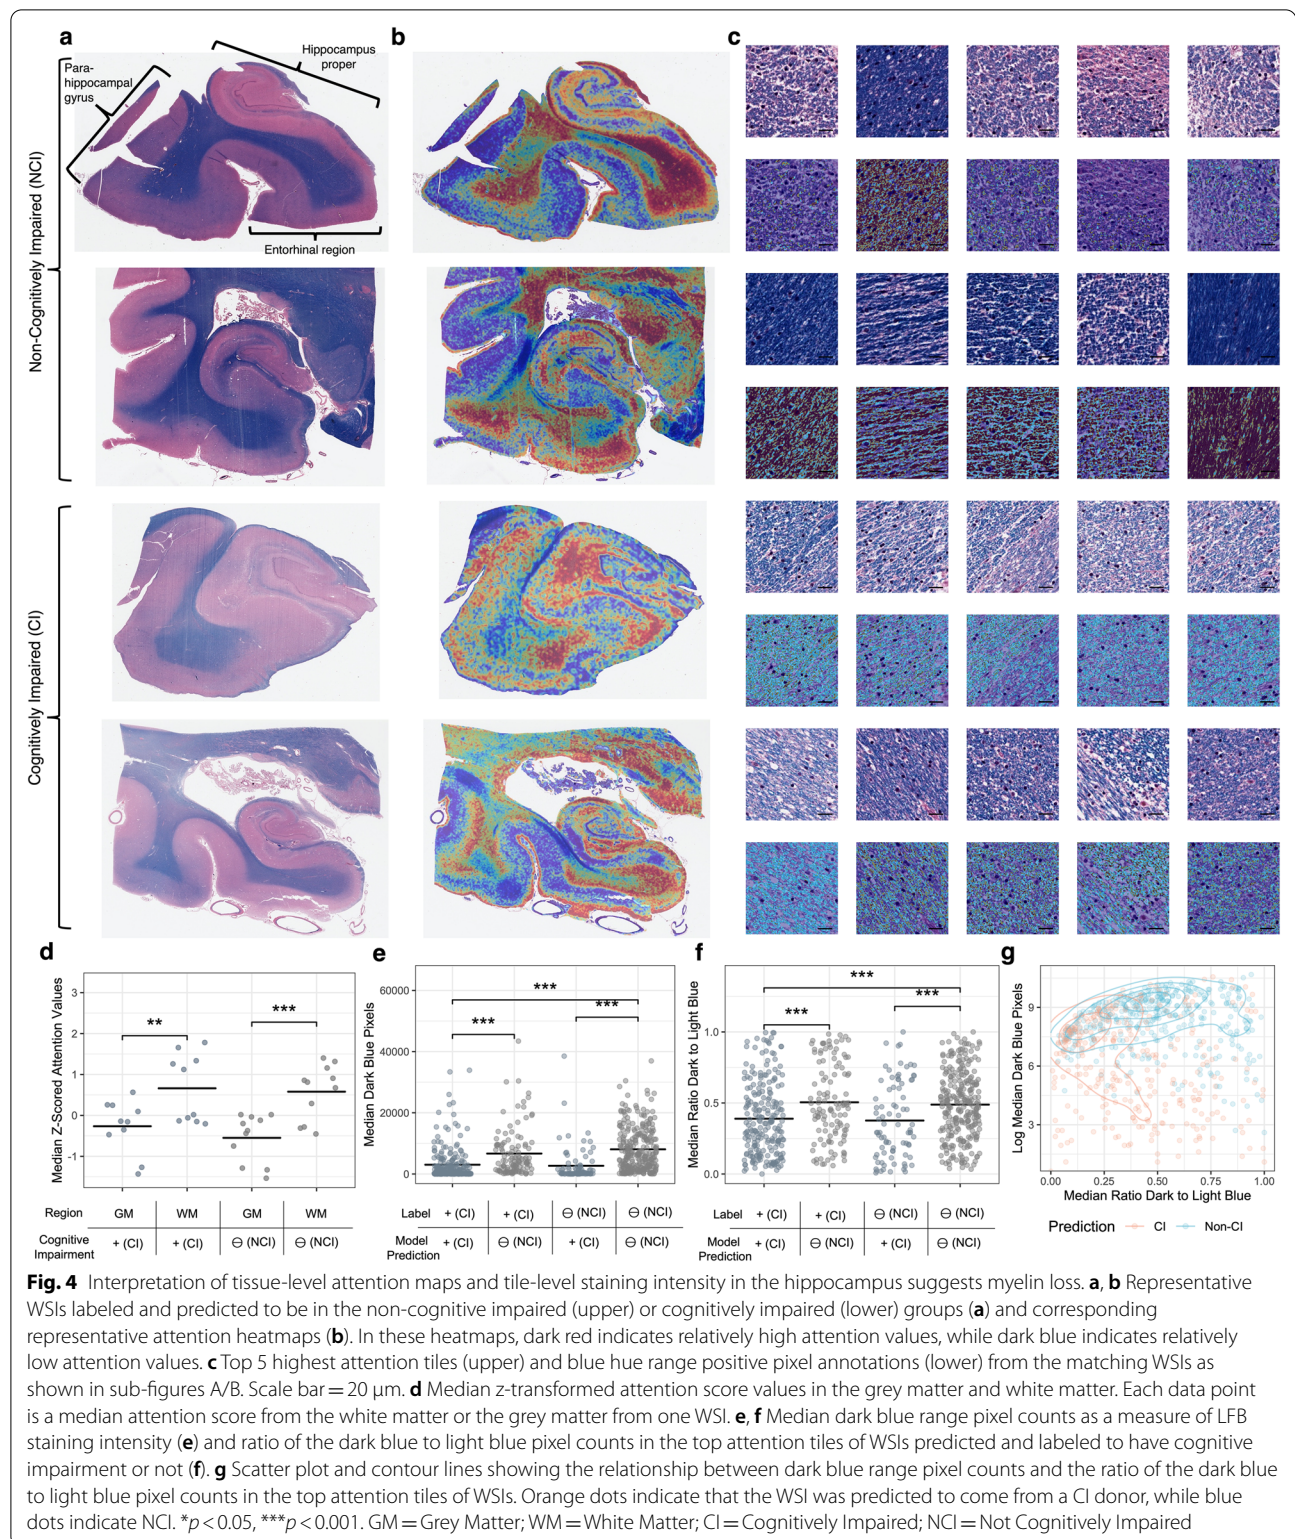 a
b
c
Para-
hippocampal
gyrus
Hippocampus
proper
Entorhinal region
Non-Cognitively Impaired (NCI)
Cognitively Impaired (CI)
d
Median Z-Scored Attention Values
3
2
1
0
-1
**
***
Region GM WM GM WM
Cognitive
Impairment + (CI) + (CI) ⊖ (NCI) ⊖ (NCI)
e
Median Dark Blue Pixels
60000
40000
20000
0
***
***
***
Label + (CI) + (CI) ⊖ (NCI) ⊖ (NCI)
Model
Prediction + (CI) ⊖ (NCI) + (CI) ⊖ (NCI)
f
Median Ratio Dark to Light Blue
1.0
0.5
0.0
***
***
***
Label + (CI) + (CI) ⊖ (NCI) ⊖ (NCI)
Model
Prediction + (CI) ⊖ (NCI) + (CI) ⊖ (NCI)
g
Log Median Dark Blue Pixels
9
6
3
0.00 0.25 0.50 0.75 1.00
Median Ratio Dark to Light Blue
Prediction CI Non-CI
Fig. 4 Interpretation of tissue-level attention maps and tile-level staining intensity in the hippocampus suggests myelin loss. a, b Representative
WSIs labeled and predicted to be in the non-cognitive impaired (upper) or cognitively impaired (lower) groups (a) and corresponding
representative attention heatmaps (b). In these heatmaps, dark red indicates relatively high attention values, while dark blue indicates relatively
low attention values. c Top 5 highest attention tiles (upper) and blue hue range positive pixel annotations (lower) from the matching WSIs as
shown in sub-figures A/B. Scale bar = 20 μm. d Median z-transformed attention score values in the grey matter and white matter. Each data point
is a median attention score from the white matter or the grey matter from one WSI. e, f Median dark blue range pixel counts as a measure of LFB
staining intensity (e) and ratio of the dark blue to light blue pixel counts in the top attention tiles of WSIs predicted and labeled to have cognitive
impairment or not (f). g Scatter plot and contour lines showing the relationship between dark blue range pixel counts and the ratio of the dark blue
to light blue pixel counts in the top attention tiles of WSIs. Orange dots indicate that the WSI was predicted to come from a CI donor, while blue
dots indicate NCI. *p < 0.05, ***p < 0.001. GM = Grey Matter; WM = White Matter; CI = Cognitively Impaired; NCI = Not Cognitively Impaired